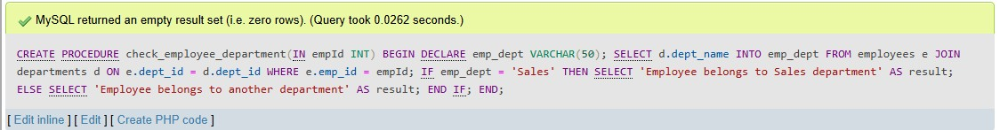 MySQL returned an empty result set (i.e. zero rows). (Query took 0.0262 seconds.)
CREATE PROCEDURE check_employee_department(IN empId INT) BEGIN DECLARE emp_dept VARCHAR(50); SELECT d.dept_name INTO emp_dept FROM employees e JOIN
departments d ON e.dept_id = d.dept_id WHERE e.emp_id = empId; IF emp_dept = 'Sales' THEN SELECT 'Employee belongs to Sales department' AS result;
ELSE SELECT 'Employee belongs to another department' AS result; END IF; END;
[ Edit inline ] [ Edit ] [ Create PHP code ]